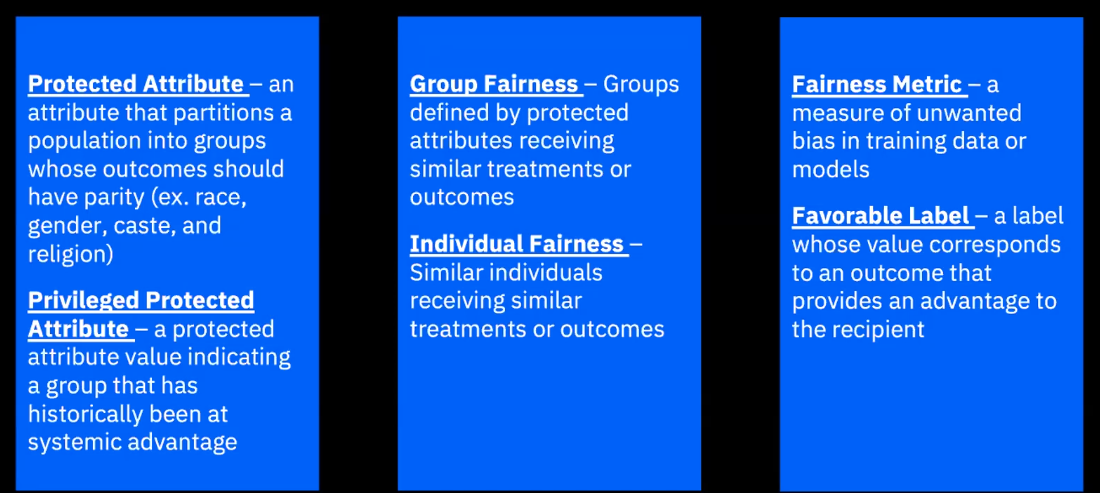 Protected Attribute – an
attribute that partitions a
population into groups
whose outcomes should
have parity (ex. race,
gender, caste, and
religion)
Privileged Protected
Attribute – a protected
attribute value indicating
a group that has
historically been at
systemic advantage
Group Fairness – Groups
defined by protected
attributes receiving
similar treatments or
outcomes
Individual Fairness –
Similar individuals
receiving similar
treatments or outcomes
Fairness Metric – a
measure of unwanted
bias in training data or
models
Favorable Label – a label
whose value corresponds
to an outcome that
provides an advantage to
the recipient